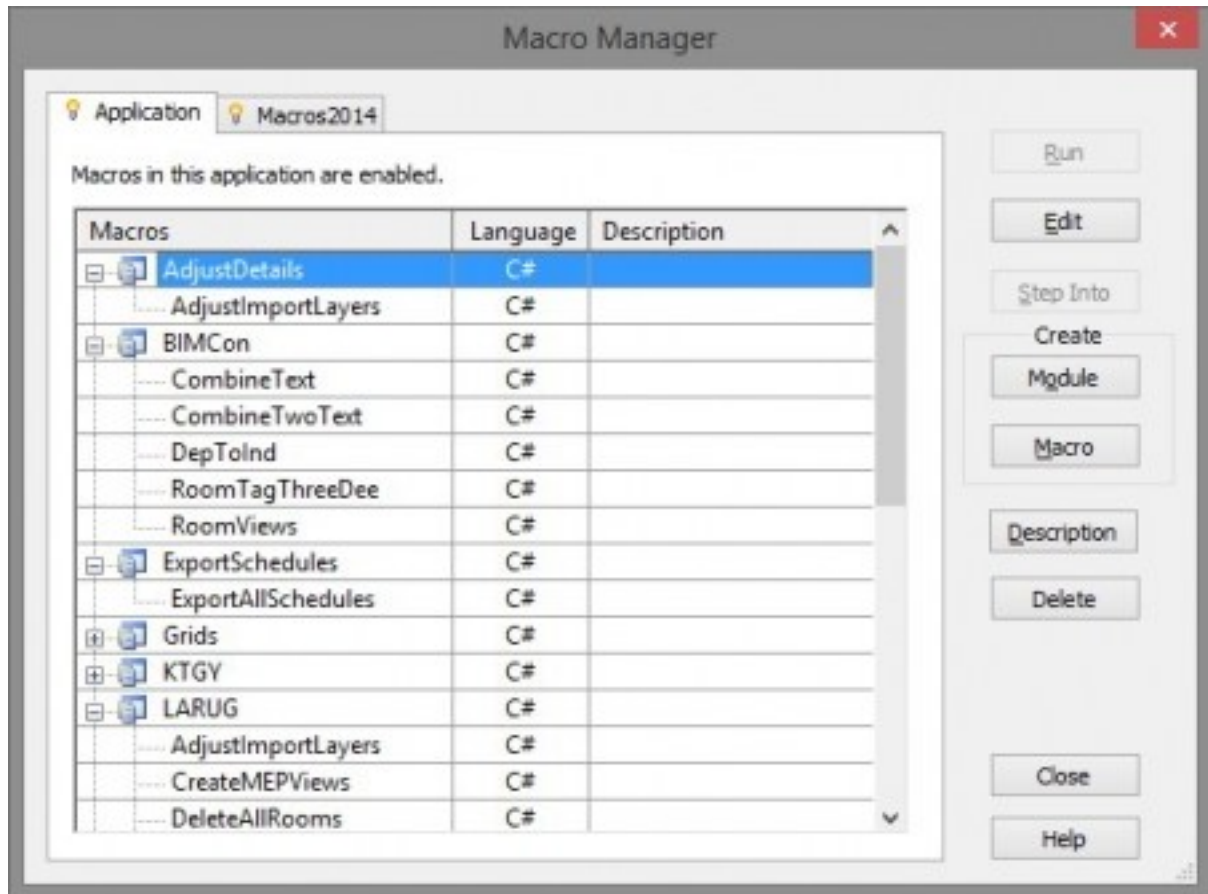 Macro Manager
Application Macros2014
Macros in this application are enabled.
Macros Language Description
AdjustDetails C#
AdjustImportLayers C#
BIMCon C#
CombineText C#
CombineTwoText C#
DepToInd C#
RoomTagThreeDee C#
RoomViews C#
ExportSchedules C#
ExportAllSchedules C#
Grids C#
KTGY C#
LARUG C#
AdjustImportLayers C#
CreateMEPViews C#
DeleteAllRooms C#
Run
Edit
Step Into
Create
Module
Macro
Description
Delete
Close
Help